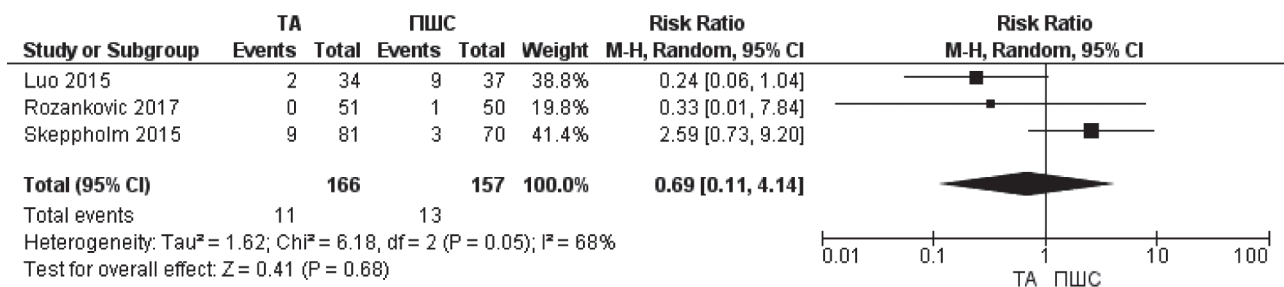 ТА ПШС Risk Ratio Risk Ratio
Study or Subgroup Events Total Events Total Weight M-H, Random, 95% CI M-H, Random, 95% CI
Luo 2015 2 34 9 37 38.8% 0.24 [0.06, 1.04]
Rozankovic 2017 0 51 1 50 19.8% 0.33 [0.01, 7.84]
Skeppholm 2015 9 81 3 70 41.4% 2.59 [0.73, 9.20]
Total (95% CI) 166 157 100.0% 0.69 [0.11, 4.14]
Total events 11 13
Heterogeneity: Tau² = 1.62; Chi² = 6.18, df = 2 (P = 0.05); I² = 68%
Test for overall effect: Z = 0.41 (P = 0.68)
0.01 0.1 1 10 100
ТА ПШС